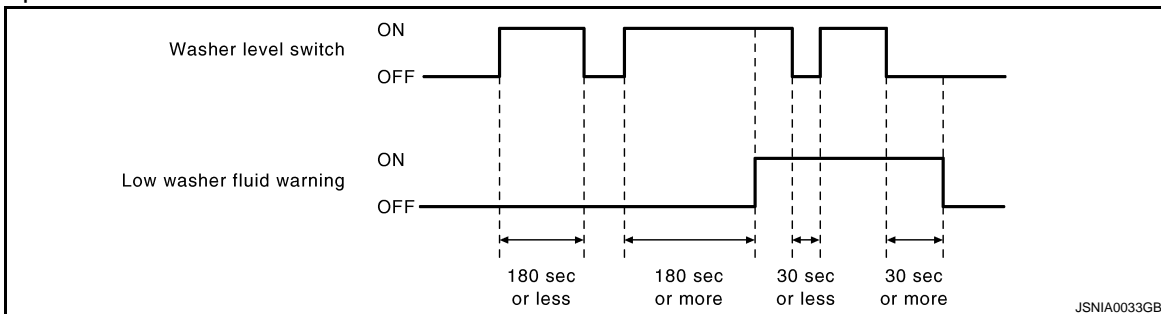 Washer level switch
ON
OFF
Low washer fluid warning
ON
OFF
180 sec
or less
180 sec
or more
30 sec
or less
30 sec
or more
JSNIA0033GB